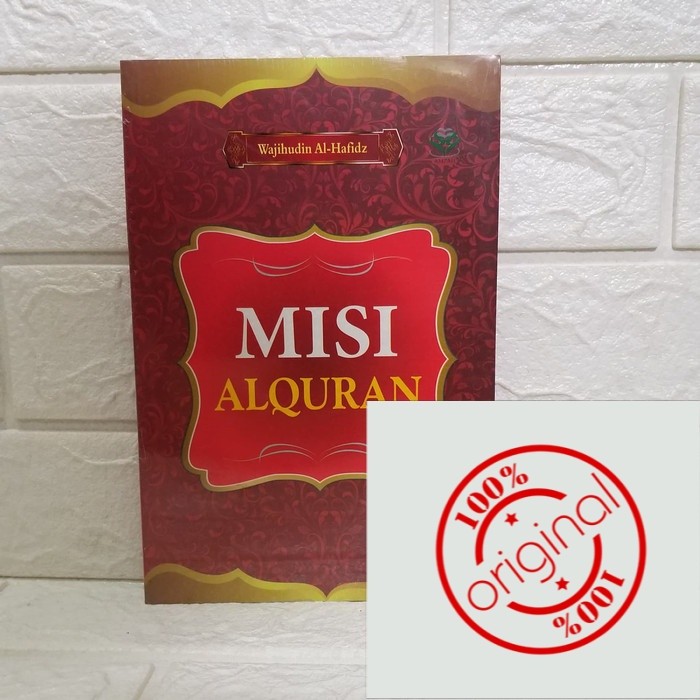 Wajihudin Al-Hafidz
MISI
ALQURAN
100%
original
100%